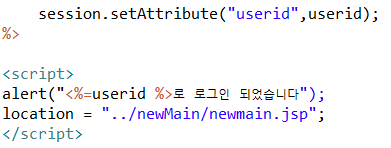 session.setAttribute("userid",userid);
%>
<script>
alert("<%=userid %>로 로그인 되었습니다");
location = "../newMain/newmain.jsp";
</script>